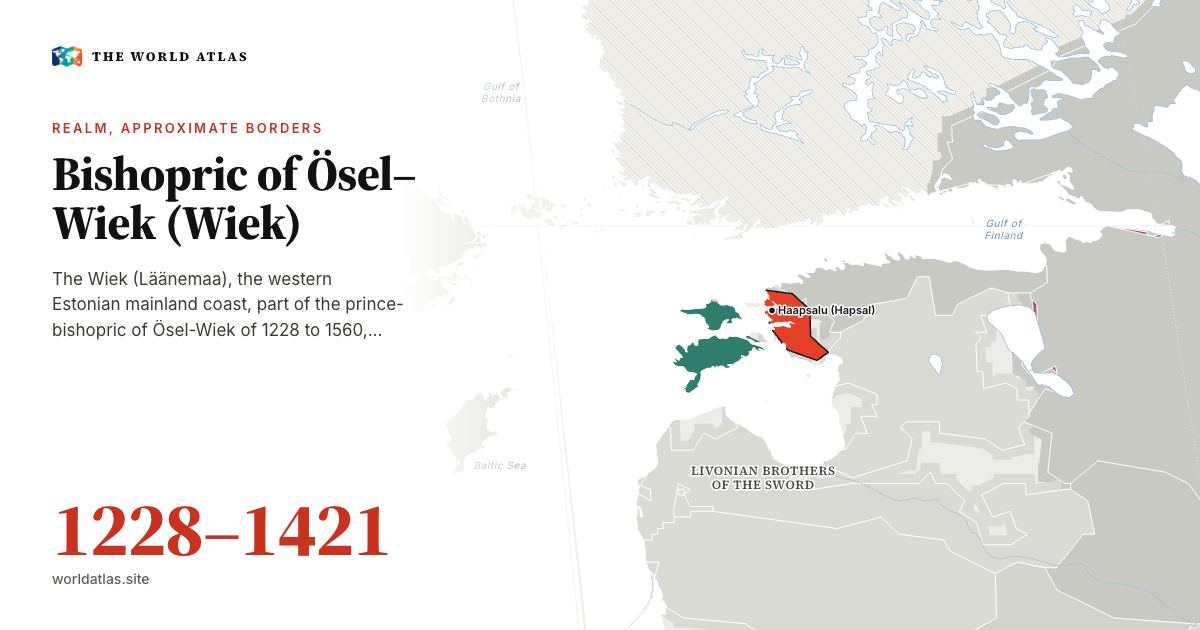 THE WORLD ATLAS
REALM, APPROXIMATE BORDERS
Bishopric of Ösel–
Wiek (Wiek)
The Wiek (Läänemaa), the western
Estonian mainland coast, part of the prince-
bishopric of Ösel-Wiek of 1228 to 1560,...
1228–1421
worldatlas.site
Gulf of
Bothnia
Gulf of
Finland
Haapsalu (Hapsal)
Baltic Sea
LIVONIAN BROTHERS
OF THE SWORD